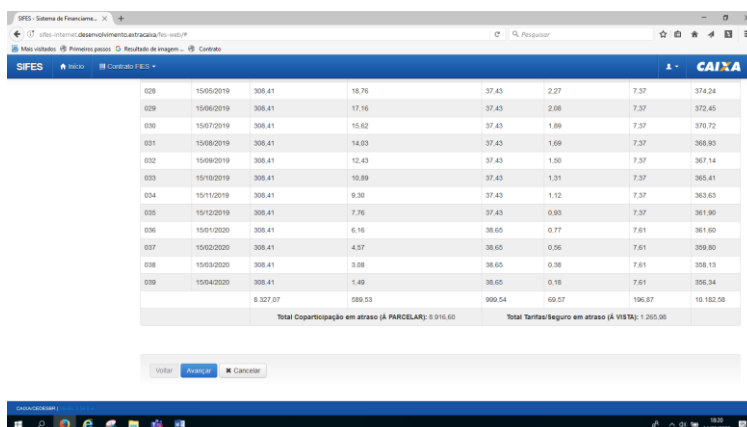 SIFES - Sistema de Financiame... × +
sifes-internet.desenvolvimento.extracaixa/fes-web/# Pesquisar
Mais visitados Primeiros passos Resultado de imagem ... Contrato
SIFES Início Contrato FIES CAIXA
028 15/05/2019 308,41 18,76 37,43 2,27 7,37 374,24
029 15/06/2019 308,41 17,16 37,43 2,08 7,37 372,45
030 15/07/2019 308,41 15,62 37,43 1,89 7,37 370,72
031 15/08/2019 308,41 14,03 37,43 1,69 7,37 368,93
032 15/09/2019 308,41 12,43 37,43 1,50 7,37 367,14
033 15/10/2019 308,41 10,89 37,43 1,31 7,37 365,41
034 15/11/2019 308,41 9,30 37,43 1,12 7,37 363,63
035 15/12/2019 308,41 7,76 37,43 0,93 7,37 361,90
036 15/01/2020 308,41 6,16 38,65 0,77 7,61 361,60
037 15/02/2020 308,41 4,57 38,65 0,56 7,61 359,80
038 15/03/2020 308,41 3,08 38,65 0,38 7,61 358,13
039 15/04/2020 308,41 1,49 38,65 0,18 7,61 356,34
8.327,07 589,53 999,54 69,57 196,87 10.182,58
Total Coparticipação em atraso (À PARCELAR): 8.916,60 Total Tarifas/Seguro em atraso (À VISTA): 1.265,98
Voltar Avançar Cancelar
CAIXA/CEDESBR |
18:20